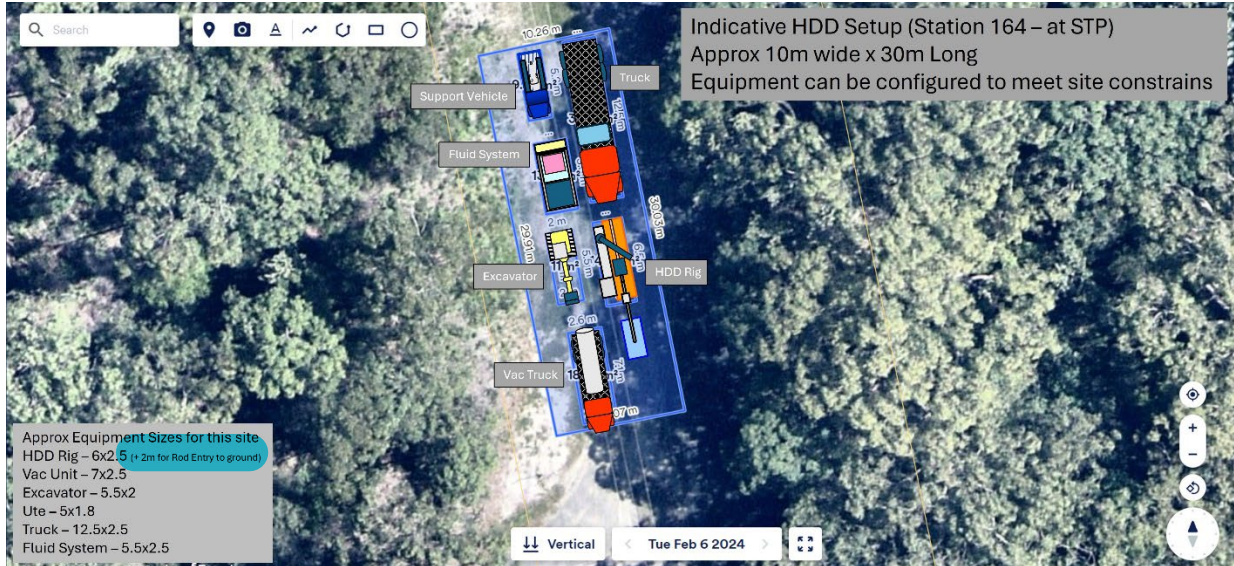 Search
A
Indicative HDD Setup (Station 164 – at STP)
Approx 10m wide x 30m Long
Equipment can be configured to meet site constrains
10.26 m
Truck
Support Vehicle
Fluid System
2 m
30.03 m
29.91 m
5.5 m
Excavator
HDD Rig
2.6 m
Vac Truck
Approx Equipment Sizes for this site
HDD Rig – 6x2.5 (+ 2m for Rod Entry to ground)
Vac Unit – 7x2.5
Excavator – 5.5x2
Ute – 5x1.8
Truck – 12.5x2.5
Fluid System – 5.5x2.5
Vertical
Tue Feb 6 2024